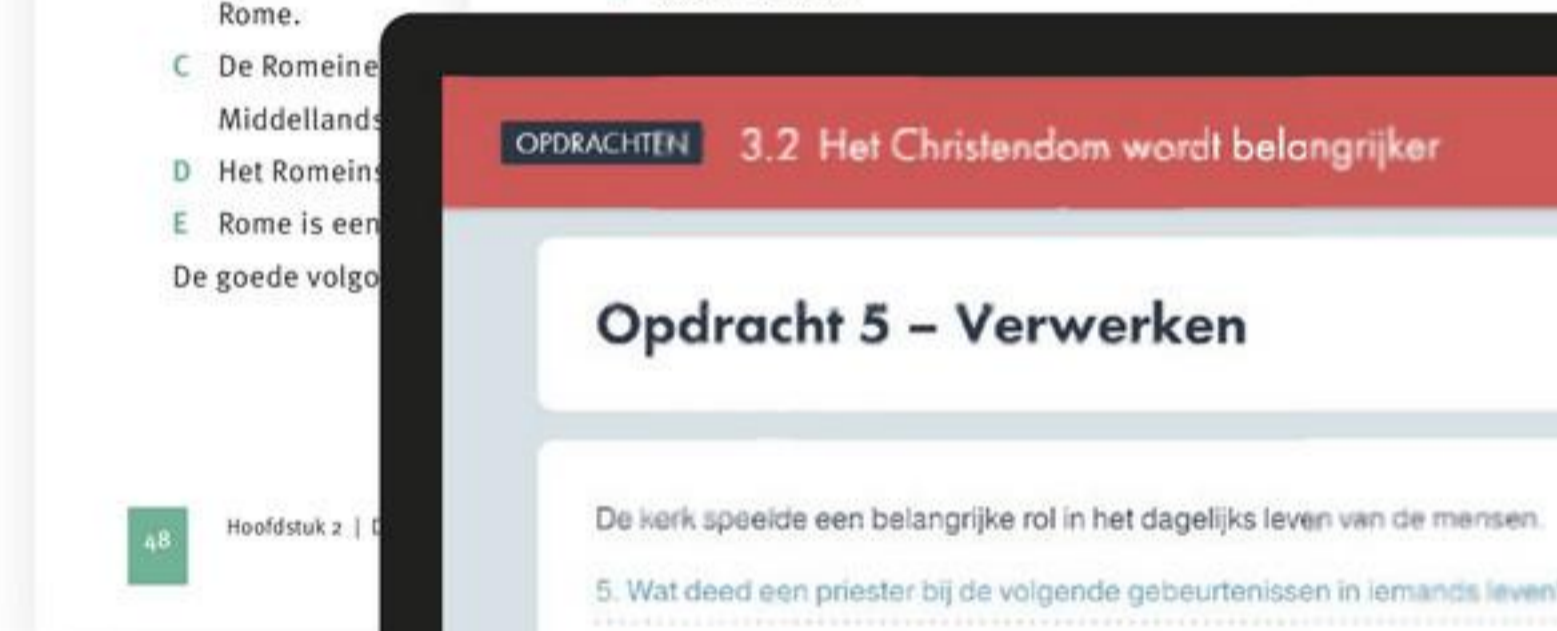 Rome.
C De Romeine
Middellands
D Het Romeins
E Rome is een
De goede volgo
48 Hoofdstuk 2 | D
OPDRACHTEN 3.2 Het Christendom wordt belangrijker
Opdracht 5 – Verwerken
De kerk speelde een belangrijke rol in het dagelijks leven van de mensen.
5. Wat deed een priester bij de volgende gebeurtenissen in iemands leven